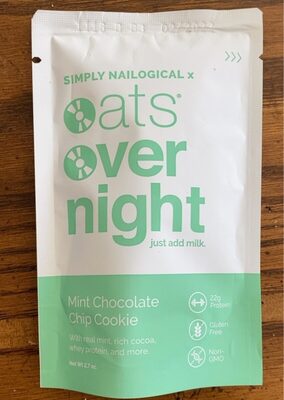 SIMPLY NAILOGICAL x
oats®
over
night
just add milk.
Mint Chocolate
Chip Cookie
With real mint, rich cocoa,
whey protein, and more
Net Wt 2.7 oz.
22g
Protein
Gluten
Free
Non-
GMO